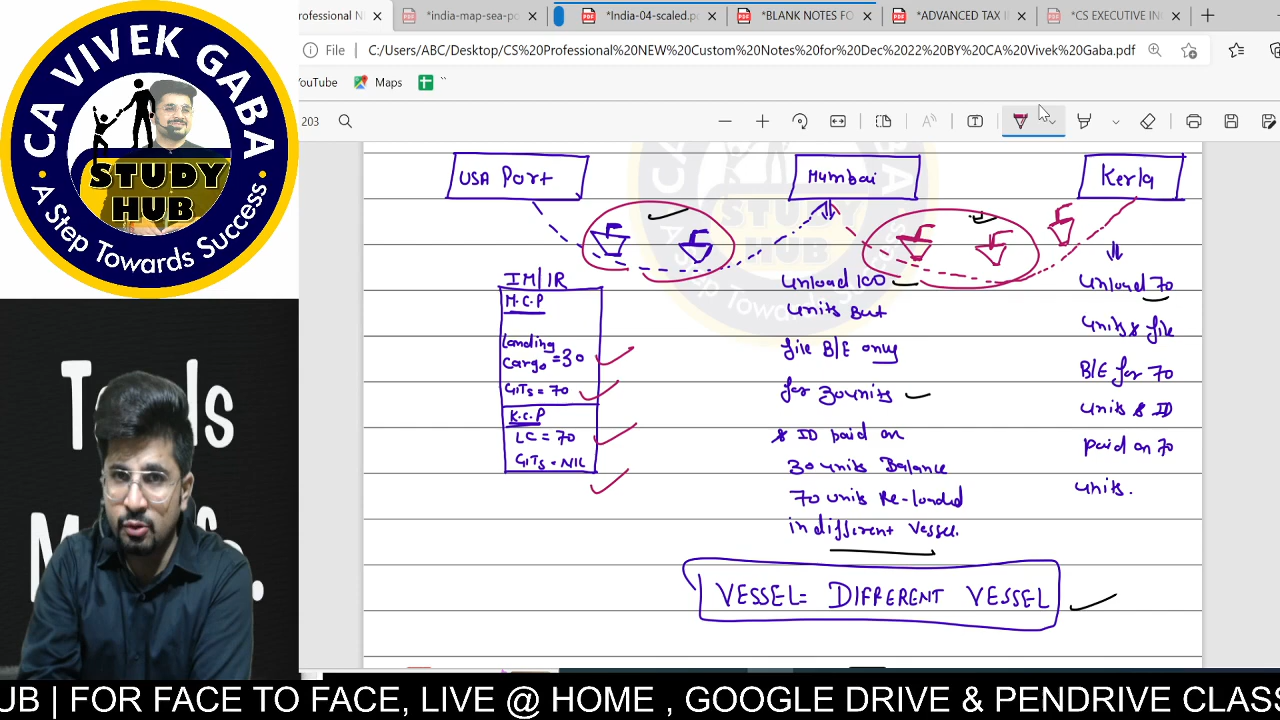 CA VIVEK GABA
STUDY
HUB
• A Step Towards Success •
rofessional N
*india-map-sea-po
*India-04-scaled.p
*BLANK NOTES FO
*ADVANCED TAX
*CS EXECUTIVE IN
File
C:/Users/ABC/Desktop/CS%20Professional%20NEW%20Custom%20Notes%20for%20Dec%2022%20BY%20CA%20Vivek%20Gaba.pdf
ouTube
Maps
203
USA Port
Mumbai
Kerla
IM/IR
M.C.P
Landing
Cargo =30
GITs = 70
K.C.P
LC = 70
GITs = NIL
Unload 100
units But
file B/E only
for 30 units
& ID paid on
30 units Balance
70 units Re-loaded
in different Vessel.
Unload 70
units & file
B/E for 70
units & ID
paid on 70
units.
VESSEL = DIFFERENT VESSEL
UB | FOR FACE TO FACE, LIVE @ HOME , GOOGLE DRIVE & PENDRIVE CLASS